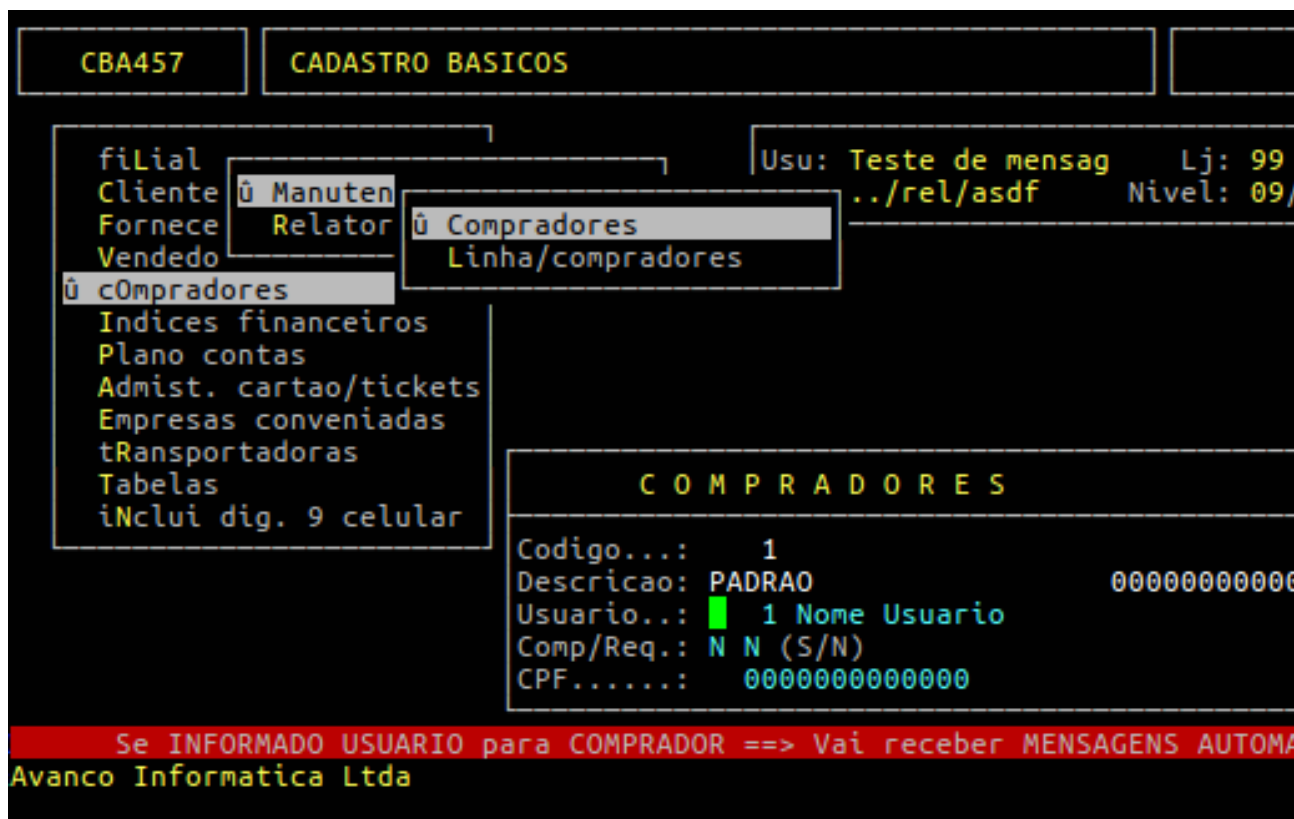 CBA457 CADASTRO BASICOS
fiLial
Usu: Teste de mensag Lj: 99
Cliente û Manuten ../rel/asdf Nivel: 09/
Fornece Relator û Compradores
Vendedo Linha/compradores
û cOmpradores
Indices financeiros
Plano contas
Admist. cartao/tickets
Empresas conveniadas
tRansportadoras
Tabelas
iNclui dig. 9 celular
C O M P R A D O R E S
Codigo...: 1
Descricao: PADRAO 00000000000
Usuario..: 1 Nome Usuario
Comp/Req.: N N (S/N)
CPF......: 0000000000000
Se INFORMADO USUARIO para COMPRADOR ==> Vai receber MENSAGENS AUTOMA
Avanco Informatica Ltda